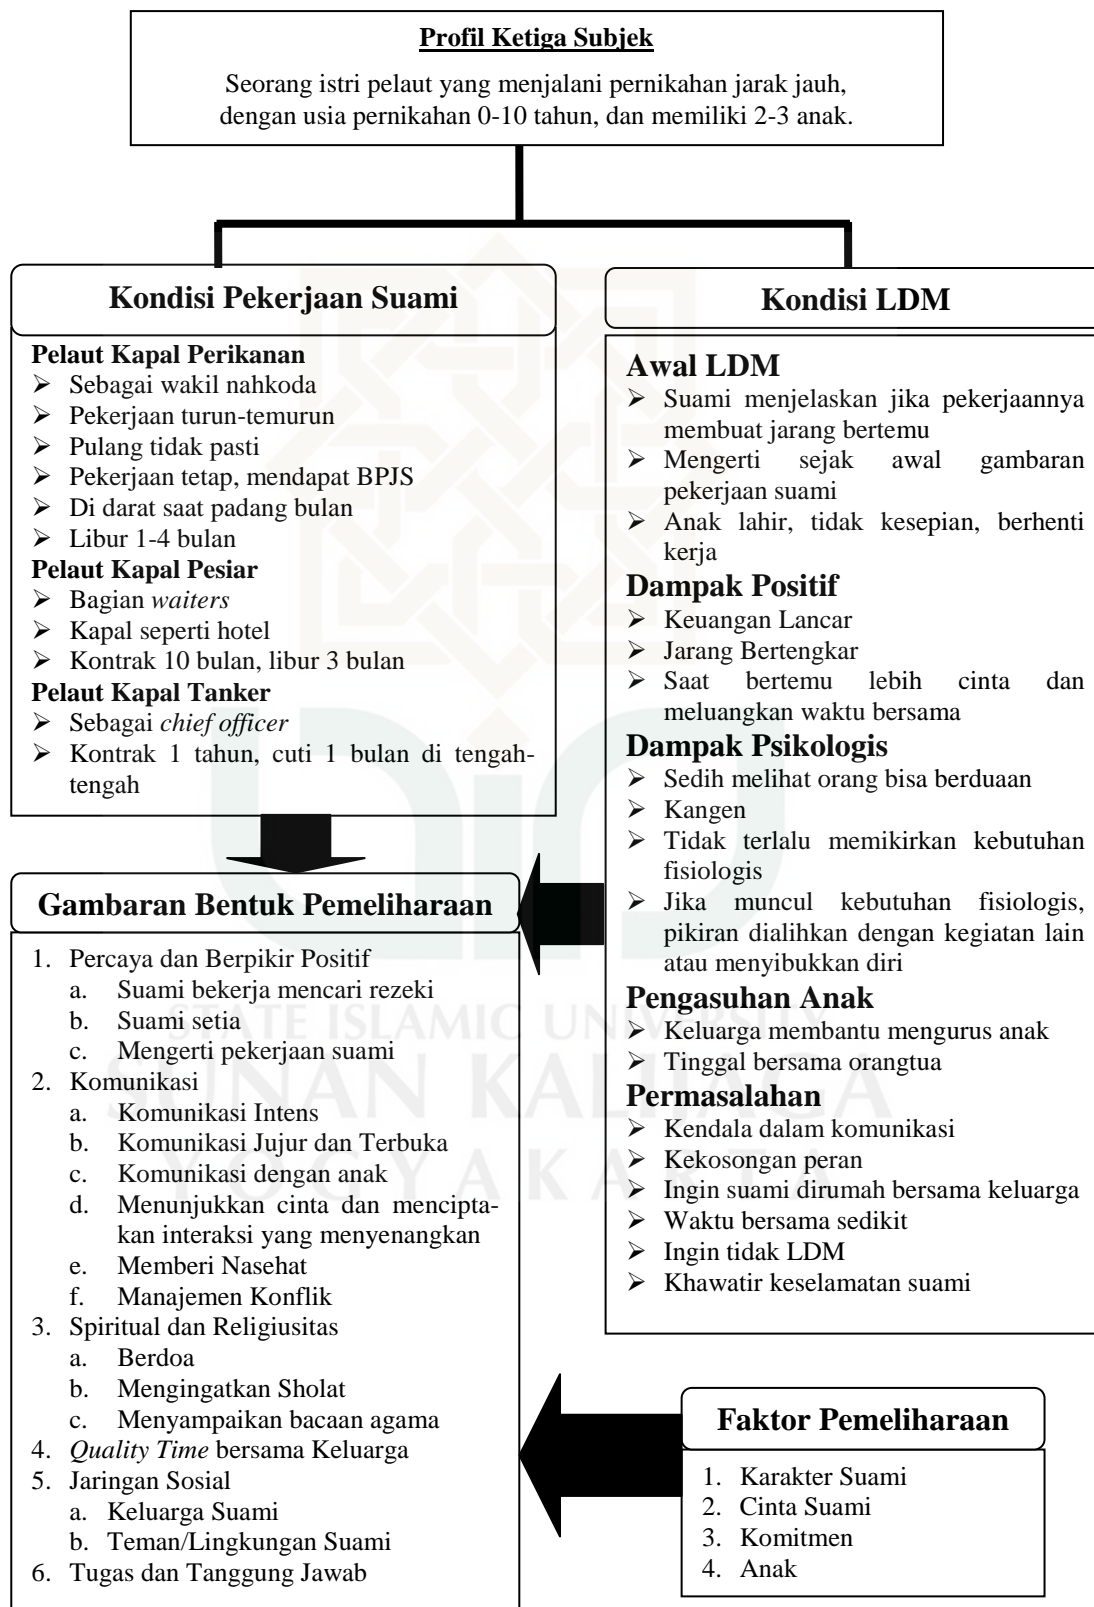 Profil Ketiga Subjek
Seorang istri pelaut yang menjalani pernikahan jarak jauh,
dengan usia pernikahan 0-10 tahun, dan memiliki 2-3 anak.
Kondisi Pekerjaan Suami
Pelaut Kapal Perikanan
➢ Sebagai wakil nahkoda
➢ Pekerjaan turun-temurun
➢ Pulang tidak pasti
➢ Pekerjaan tetap, mendapat BPJS
➢ Di darat saat padang bulan
➢ Libur 1-4 bulan
Pelaut Kapal Pesiar
➢ Bagian waiters
➢ Kapal seperti hotel
➢ Kontrak 10 bulan, libur 3 bulan
Pelaut Kapal Tanker
➢ Sebagai chief officer
➢ Kontrak 1 tahun, cuti 1 bulan di tengah-
tengah
Kondisi LDM
Awal LDM
➢ Suami menjelaskan jika pekerjaannya
membuat jarang bertemu
➢ Mengerti sejak awal gambaran
pekerjaan suami
➢ Anak lahir, tidak kesepian, berhenti
kerja
Dampak Positif
➢ Keuangan Lancar
➢ Jarang Bertengkar
➢ Saat bertemu lebih cinta dan
meluangkan waktu bersama
Dampak Psikologis
➢ Sedih melihat orang bisa berduaan
➢ Kangen
➢ Tidak terlalu memikirkan kebutuhan
fisiologis
➢ Jika muncul kebutuhan fisiologis,
pikiran dialihkan dengan kegiatan lain
atau menyibukkan diri
Pengasuhan Anak
➢ Keluarga membantu mengurus anak
➢ Tinggal bersama orangtua
Permasalahan
➢ Kendala dalam komunikasi
➢ Kekosongan peran
➢ Ingin suami dirumah bersama keluarga
➢ Waktu bersama sedikit
➢ Ingin tidak LDM
➢ Khawatir keselamatan suami
Gambaran Bentuk Pemeliharaan
1. Percaya dan Berpikir Positif
a. Suami bekerja mencari rezeki
b. Suami setia
c. Mengerti pekerjaan suami
2. Komunikasi
a. Komunikasi Intens
b. Komunikasi Jujur dan Terbuka
c. Komunikasi dengan anak
d. Menunjukkan cinta dan mencipta-
kan interaksi yang menyenangkan
e. Memberi Nasehat
f. Manajemen Konflik
3. Spiritual dan Religiusitas
a. Berdoa
b. Mengingatkan Sholat
c. Menyampaikan bacaan agama
4. Quality Time bersama Keluarga
5. Jaringan Sosial
a. Keluarga Suami
b. Teman/Lingkungan Suami
6. Tugas dan Tanggung Jawab
Faktor Pemeliharaan
1. Karakter Suami
2. Cinta Suami
3. Komitmen
4. Anak
STATE ISLAMIC UNIVERSITY
SUNAN KALIJAGA
YOGYAKARTA